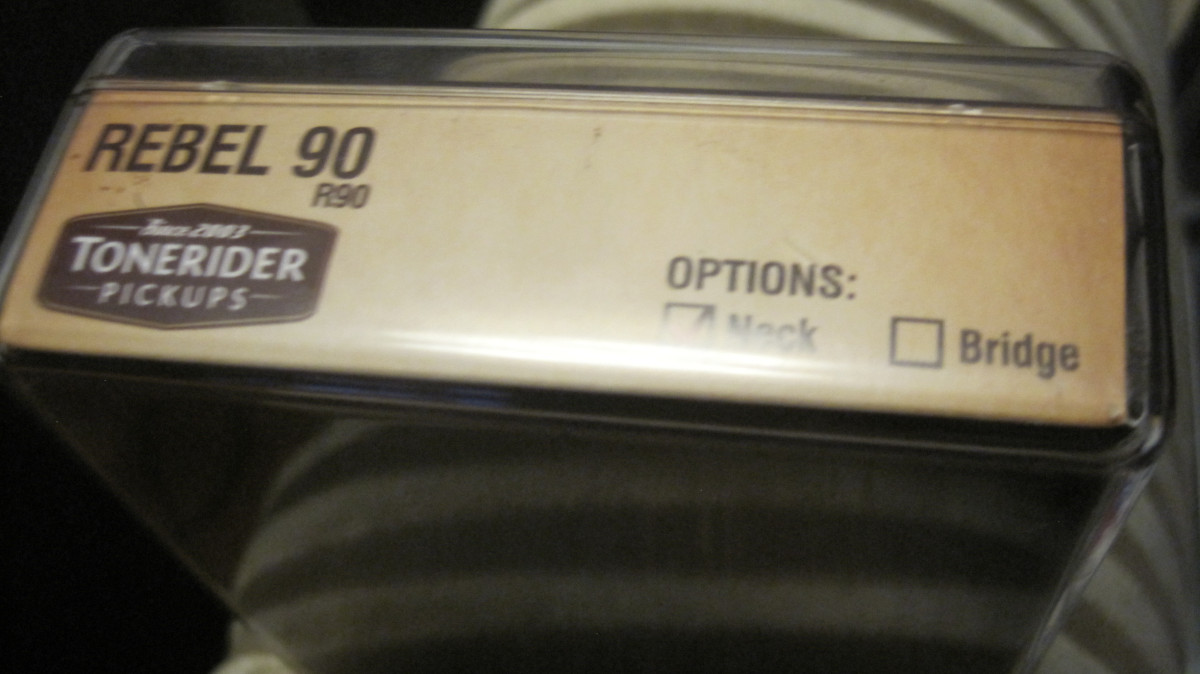 REBEL 90
R90
Since 2003
TONERIDER
PICKUPS
OPTIONS:
Neck Bridge